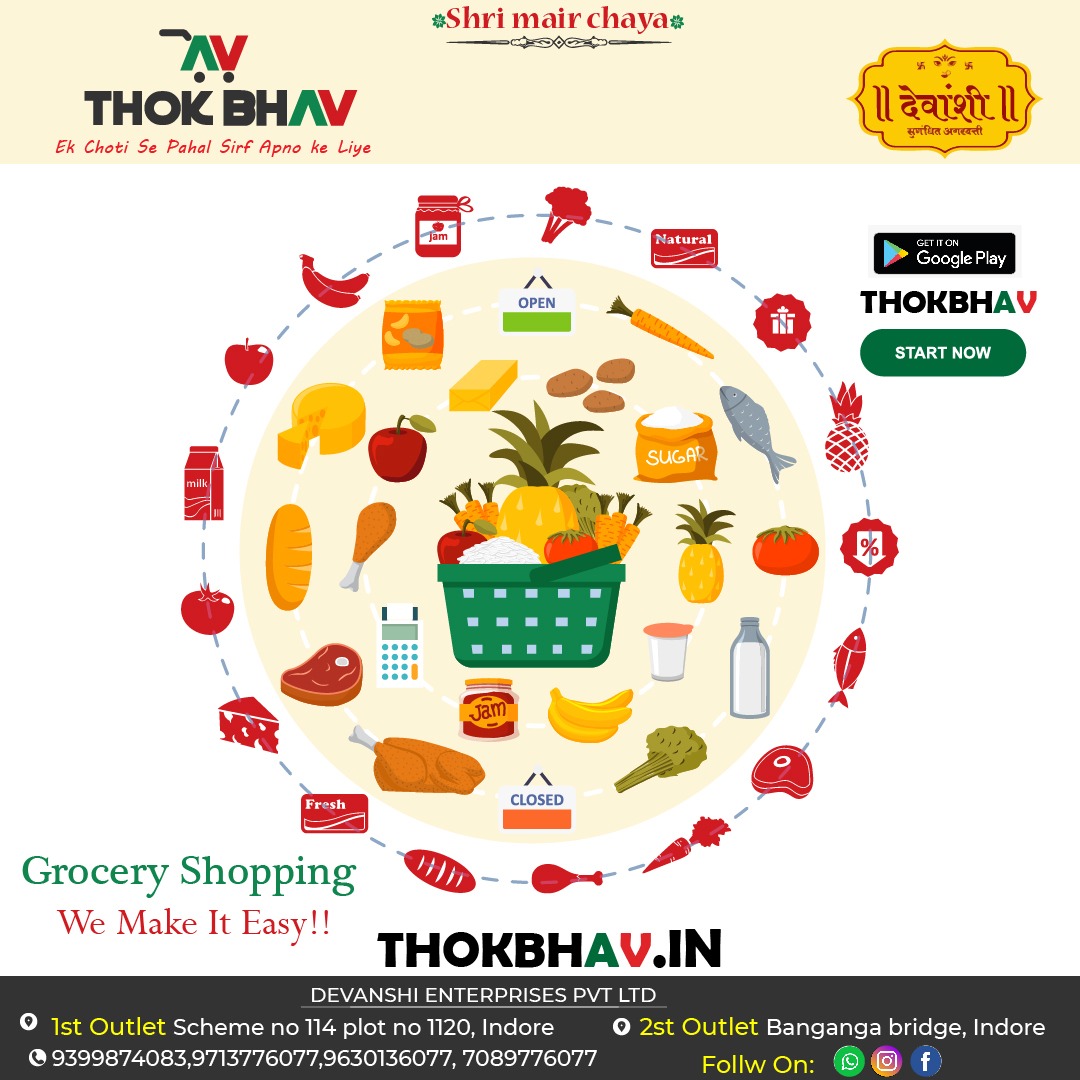 Shri mair chaya
AV
THOK BHAV
Ek Choti Se Pahal Sirf Apno ke Liye
॥ देवांशी ॥
सुगंधित अगरबत्ती
GET IT ON
Google Play
THOKBHAV
START NOW
Jam
Natural
OPEN
SUGAR
milk
%
Jam
CLOSED
Fresh
Grocery Shopping
We Make It Easy!!
THOKBHAV.IN
DEVANSHI ENTERPRISES PVT LTD
1st Outlet Scheme no 114 plot no 1120, Indore
2st Outlet Banganga bridge, Indore
9399874083,9713776077,9630136077, 7089776077
Follw On: